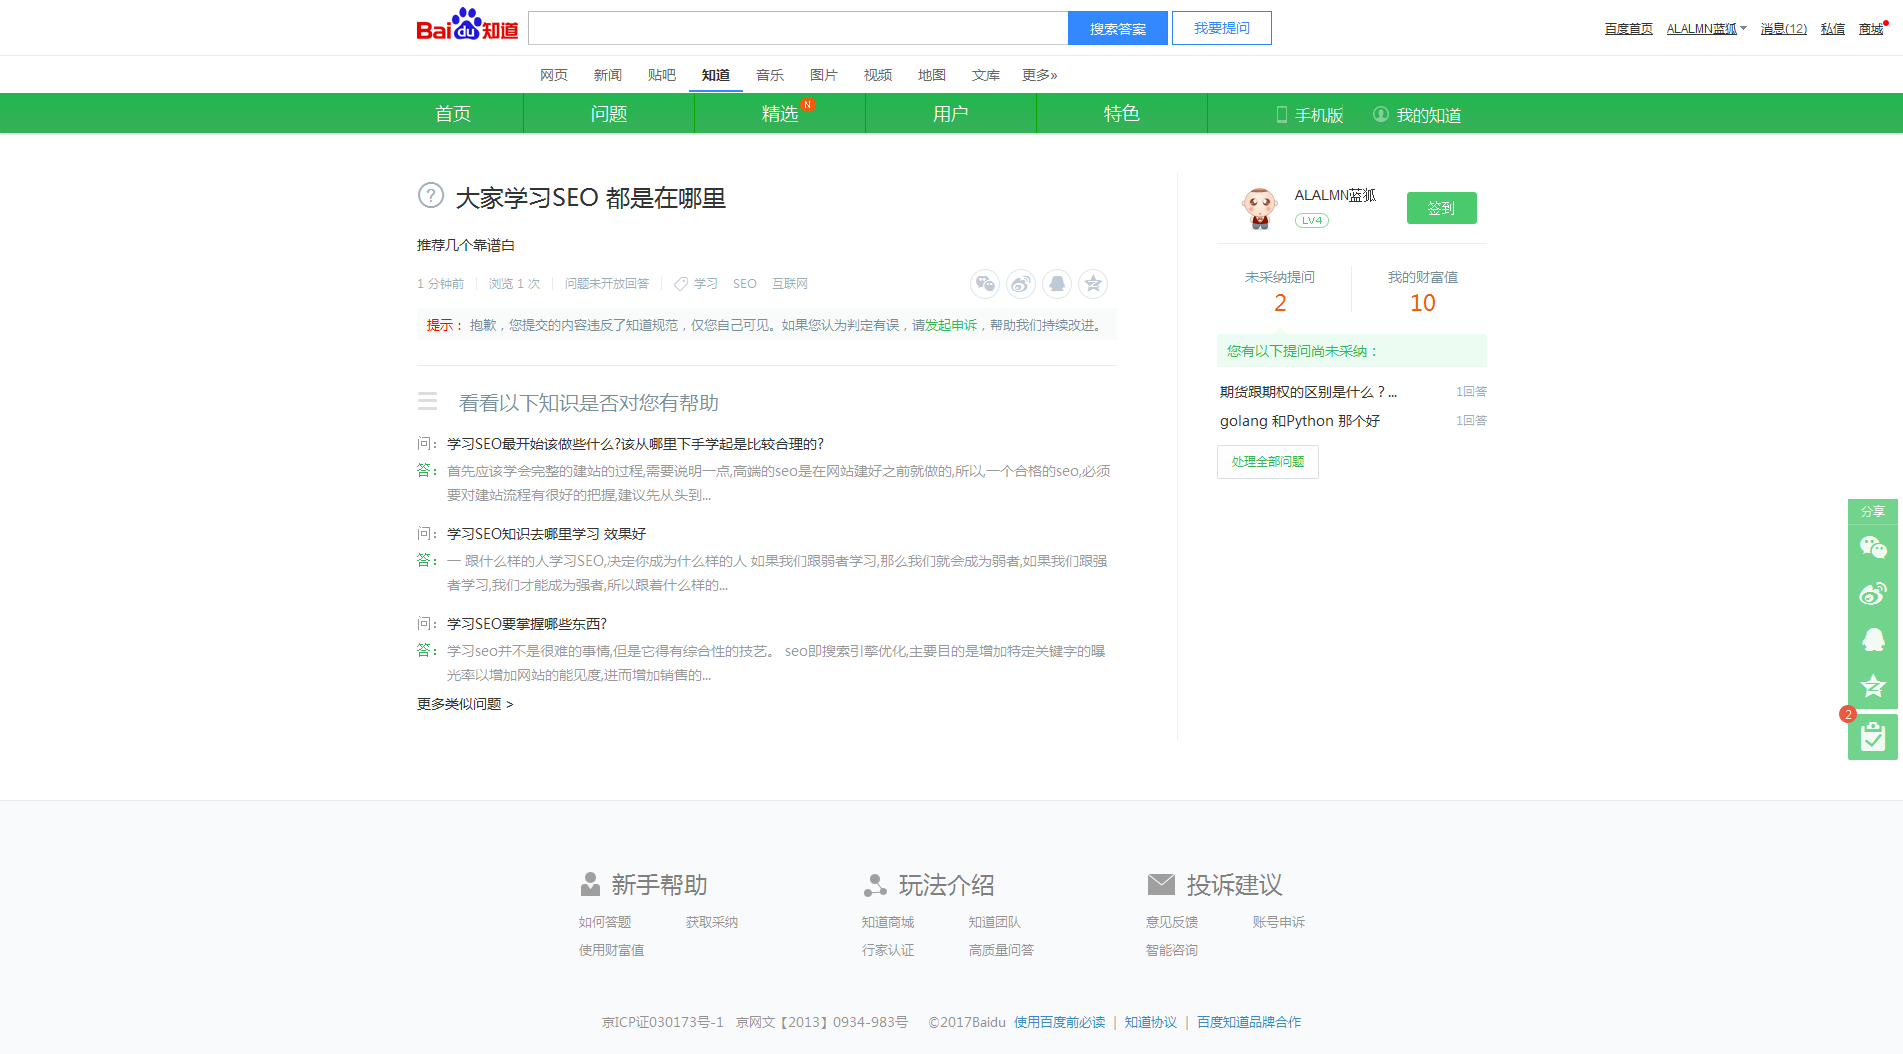 Bai du 知道
搜索答案 我要提问
百度首页 ALALMN蓝狐 消息(12) 私信 商城
网页 新闻 贴吧 知道 音乐 图片 视频 地图 文库 更多»
首页 问题 精选 N 用户 特色 手机版 我的知道
? 大家学习SEO 都是在哪里
推荐几个靠谱白
1 分钟前 浏览 1 次 问题未开放回答 学习 SEO 互联网
提示： 抱歉，您提交的内容违反了知道规范，仅您自己可见。如果您认为判定有误，请发起申诉，帮助我们持续改进。
看看以下知识是否对您有帮助
问： 学习SEO最开始该做些什么?该从哪里下手学起是比较合理的?
答： 首先应该学会完整的建站的过程,需要说明一点,高端的seo是在网站建好之前就做的,所以,一个合格的seo,必须
要对建站流程有很好的把握,建议先从头到...
问： 学习SEO知识去哪里学习 效果好
答： 一 跟什么样的人学习SEO,决定你成为什么样的人 如果我们跟弱者学习,那么我们就会成为弱者,如果我们跟强
者学习,我们才能成为强者,所以跟着什么样的...
问： 学习SEO要掌握哪些东西?
答： 学习seo并不是很难的事情,但是它得有综合性的技艺。 seo即搜索引擎优化,主要目的是增加特定关键字的曝
光率以增加网站的能见度,进而增加销售的...
更多类似问题 >
ALALMN蓝狐
LV4
签到
未采纳提问 我的财富值
2 10
您有以下提问尚未采纳：
期货跟期权的区别是什么？... 1回答
golang 和Python 那个好 1回答
处理全部问题
分享
2
新手帮助 玩法介绍 投诉建议
如何答题 获取采纳 知道商城 知道团队 意见反馈 账号申诉
使用财富值 行家认证 高质量问答 智能咨询
京ICP证030173号-1 京网文【2013】0934-983号 ©2017Baidu 使用百度前必读 | 知道协议 | 百度知道品牌合作